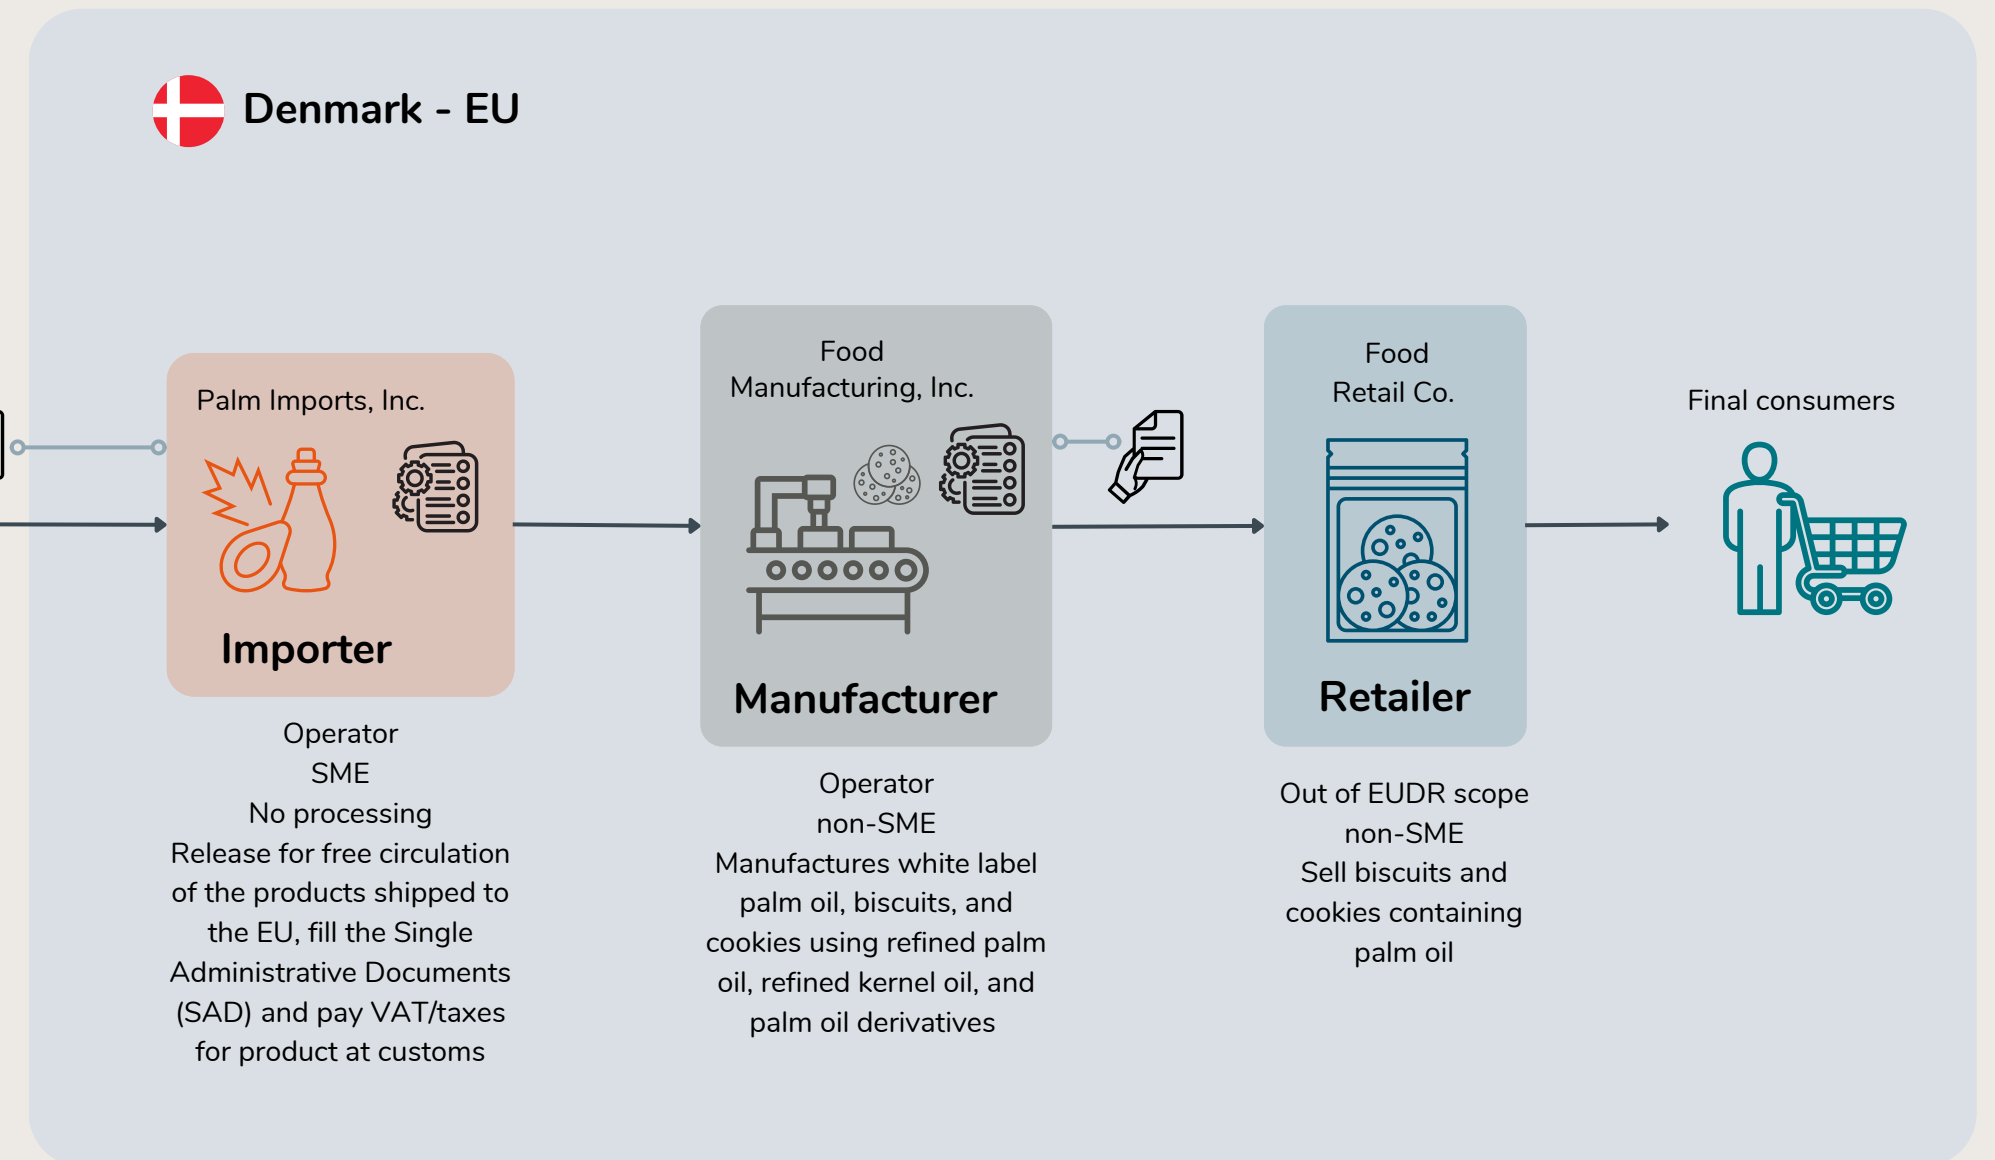 Denmark - EU
Palm Imports, Inc.
Importer
Operator
SME
No processing
Release for free circulation
of the products shipped to
the EU, fill the Single
Administrative Documents
(SAD) and pay VAT/taxes
for product at customs
Food
Manufacturing, Inc.
Manufacturer
Operator
non-SME
Manufactures white label
palm oil, biscuits, and
cookies using refined palm
oil, refined kernel oil, and
palm oil derivatives
Food
Retail Co.
Retailer
Out of EUDR scope
non-SME
Sell biscuits and
cookies containing
palm oil
Final consumers